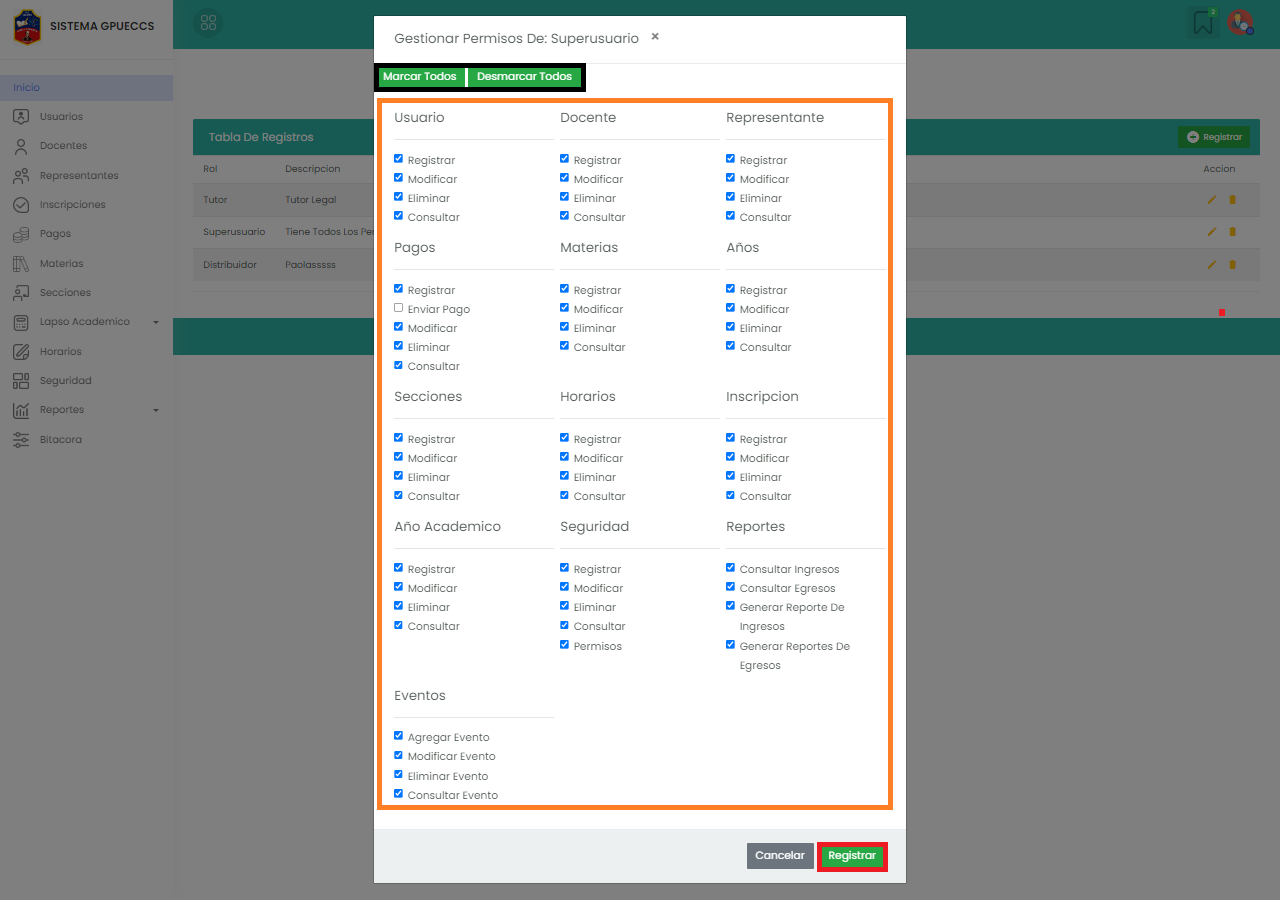 SISTEMA GPUECCS
2
Inicio
Usuarios
Docentes
Representantes
Inscripciones
Pagos
Materias
Secciones
Lapso Academico
Horarios
Seguridad
Reportes
Bitacora
Tabla De Registros
Registrar
Rol Descripcion Accion
Tutor Tutor Legal
Superusuario Tiene Todos Los
Distribuidor Paolasssss
Gestionar Permisos De: Superusuario ×
Marcar Todos Desmarcar Todos
Usuario Docente Representante
Registrar Registrar Registrar
Modificar Modificar Modificar
Eliminar Eliminar Eliminar
Consultar Consultar Consultar
Pagos Materias Años
Registrar Registrar Registrar
Enviar Pago Modificar Modificar
Modificar Eliminar Eliminar
Eliminar Consultar Consultar
Consultar
Secciones Horarios Inscripcion
Registrar Registrar Registrar
Modificar Modificar Modificar
Eliminar Eliminar Eliminar
Consultar Consultar Consultar
Año Academico Seguridad Reportes
Registrar Registrar Consultar Ingresos
Modificar Modificar Consultar Egresos
Eliminar Eliminar Generar Reporte De
Consultar Consultar Ingresos
Permisos Generar Reportes De
Egresos
Eventos
Agregar Evento
Modificar Evento
Eliminar Evento
Consultar Evento
Cancelar Registrar